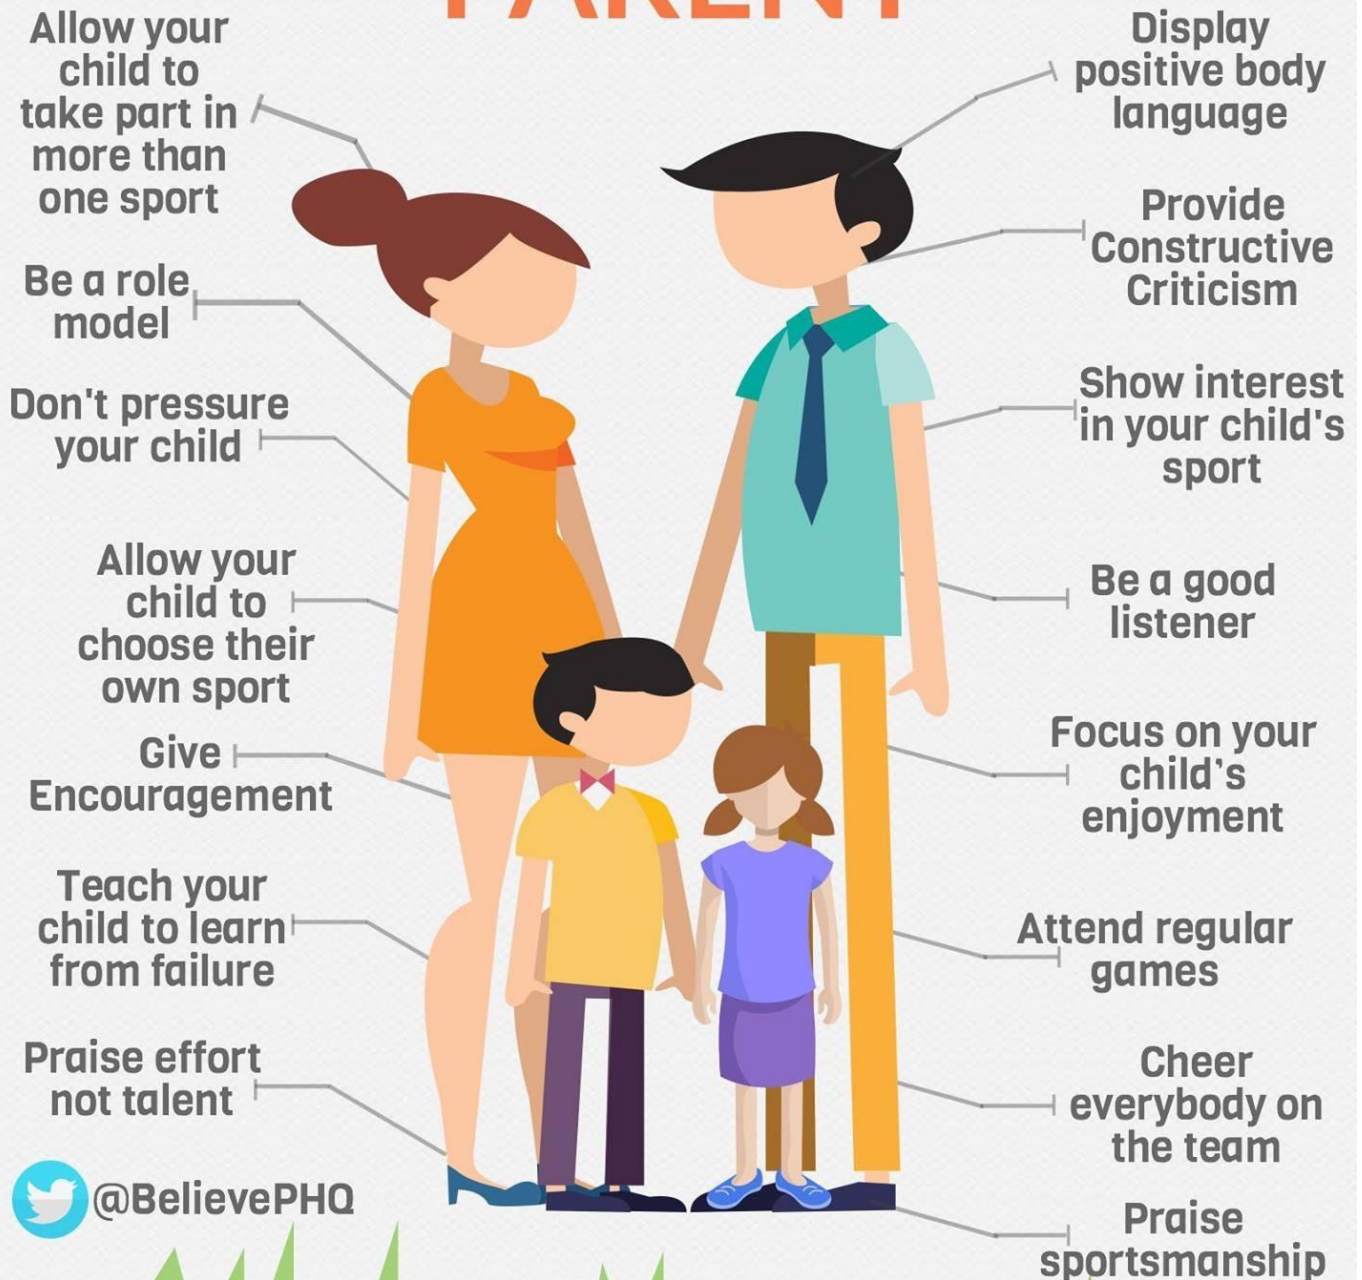 PARENT
Allow your
child to
take part in
more than
one sport
Be a role
model
Don't pressure
your child
Allow your
child to
choose their
own sport
Give
Encouragement
Teach your
child to learn
from failure
Praise effort
not talent
@BelievePHQ
Display
positive body
language
Provide
Constructive
Criticism
Show interest
in your child's
sport
Be a good
listener
Focus on your
child's
enjoyment
Attend regular
games
Cheer
everybody on
the team
Praise
sportsmanship